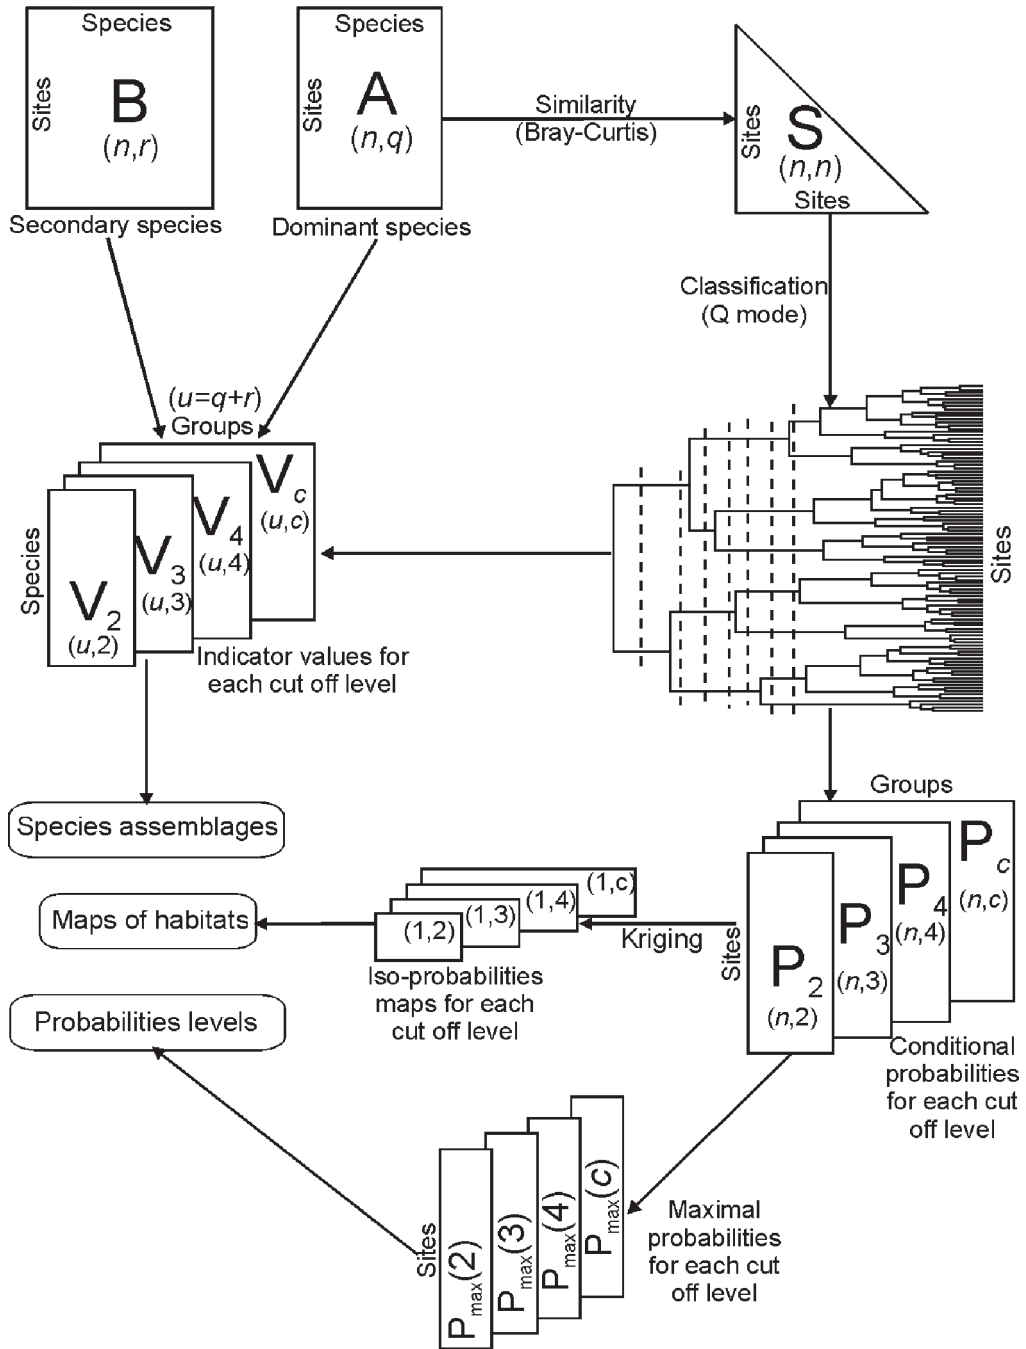 Species
Sites
B
(n,r)
Secondary species
Species
Sites
A
(n,q)
Dominant species
Similarity
(Bray-Curtis)
Sites
S
(n,n)
Sites
Classification
(Q mode)
(u=q+r)
Groups
Species
V2
(u,2)
V3
(u,3)
V4
(u,4)
Vc
(u,c)
Indicator values for
each cut off level
Sites
Species assemblages
Maps of habitats
Probabilities levels
(1,2)
(1,3)
(1,4)
(1,c)
Iso-probabilities
maps for each
cut off level
Kriging
Groups
Sites
P2
(n,2)
P3
(n,3)
P4
(n,4)
Pc
(n,c)
Conditional
probabilities
for each cut
off level
Sites
Pmax(2)
Pmax(3)
Pmax(4)
Pmax(c)
Maximal
probabilities
for each cut
off level